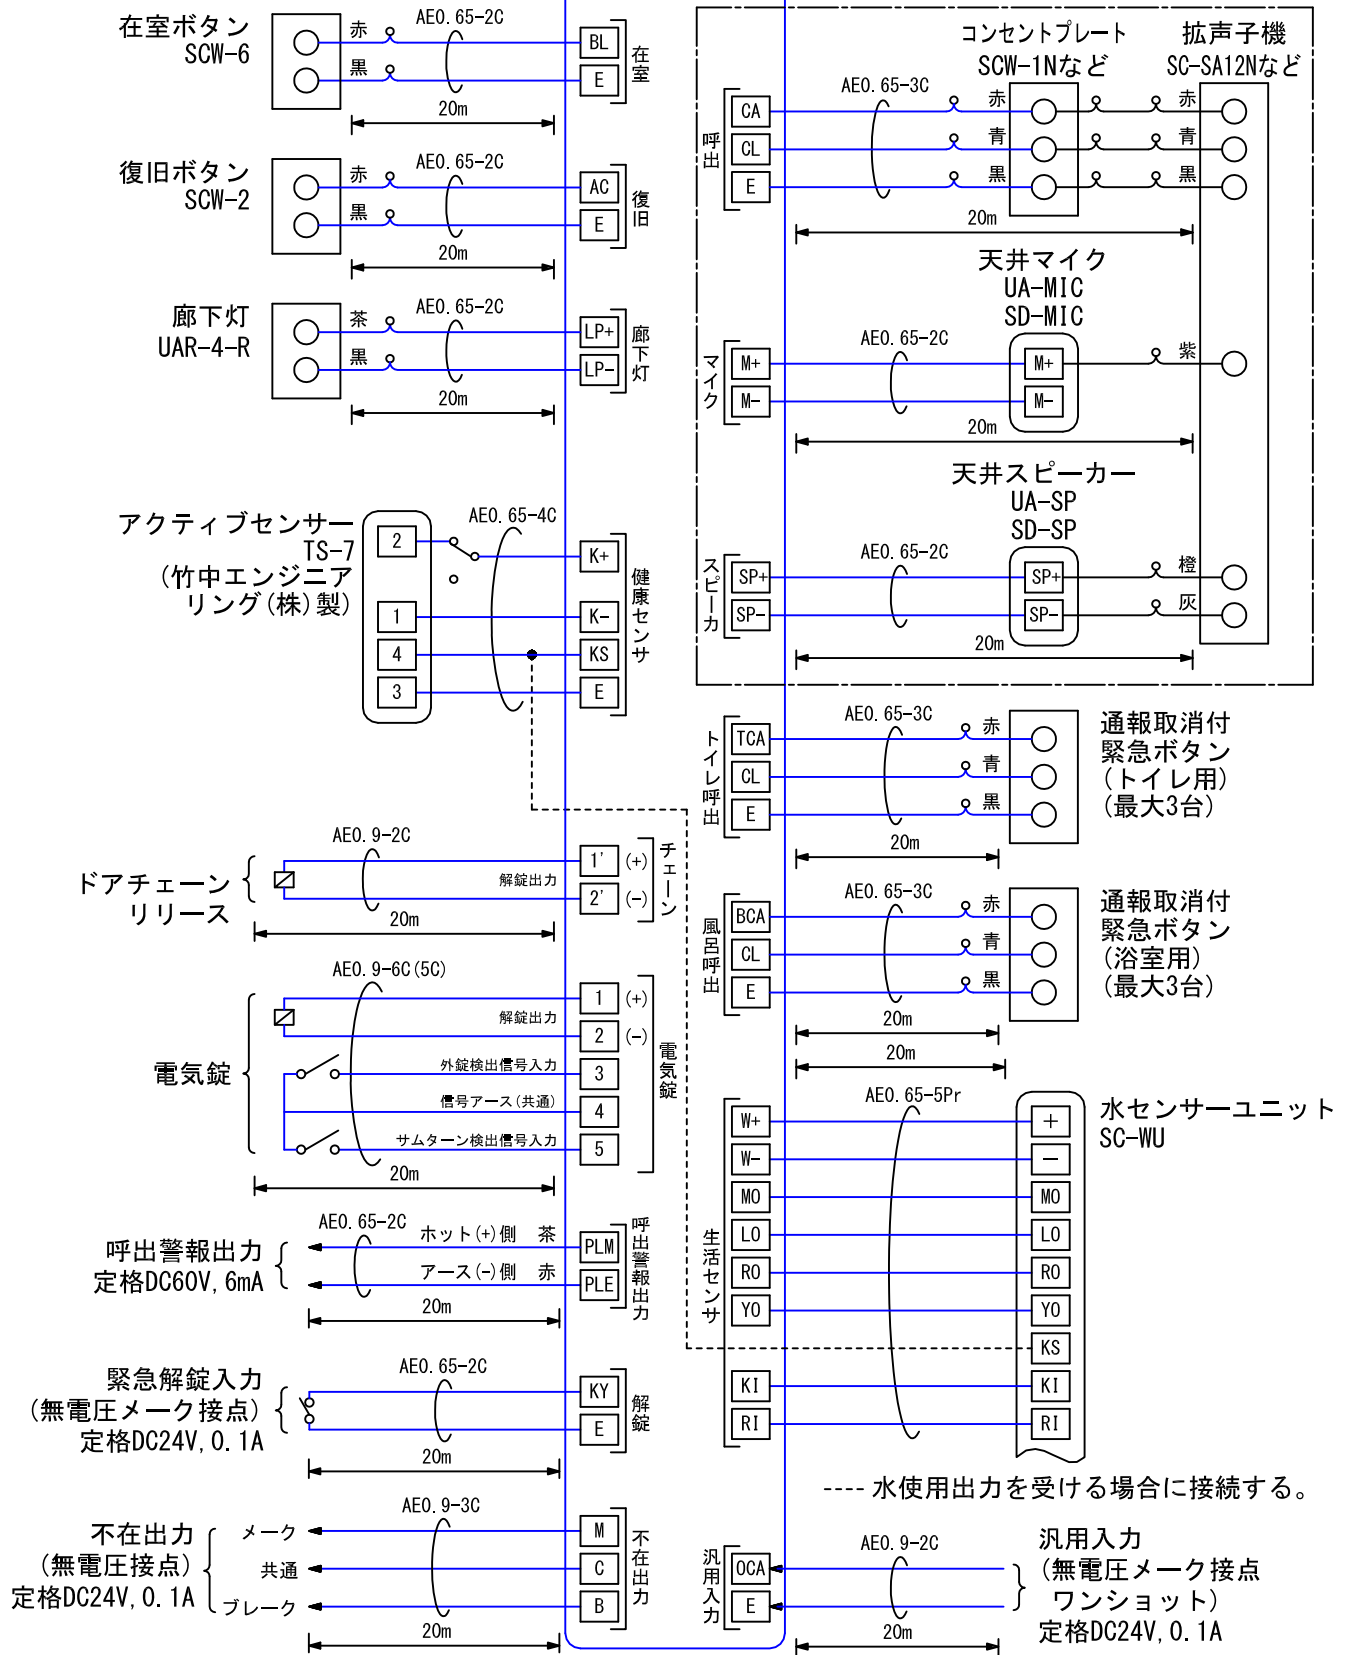 在室ボタン
SCW-6
赤
黒
AE0.65-2C
20m
BL
E
在室
復旧ボタン
SCW-2
赤
黒
AE0.65-2C
20m
AC
E
復旧
廊下灯
UAR-4-R
茶
黒
AE0.65-2C
20m
LP+
LP-
廊下灯
アクティブセンサー
TS-7
(竹中エンジニア
リング(株)製)
2
1
4
3
AE0.65-4C
K+
K-
KS
E
健康センサ
ドアチェーン
リリース
AE0.9-2C
解錠出力
20m
1' (+)
2' (-)
チェーン
電気錠
AE0.9-6C(5C)
解錠出力
外錠検出信号入力
信号アース(共通)
サムターン検出信号入力
20m
1 (+)
2 (-)
3
4
5
電気錠
呼出警報出力
定格DC60V,6mA
AE0.65-2C
ホット(+)側 茶
アース(-)側 赤
20m
PLM
PLE
呼出警報出力
緊急解錠入力
(無電圧メーク接点)
定格DC24V,0.1A
AE0.65-2C
20m
KY
E
解錠
不在出力
(無電圧接点)
定格DC24V,0.1A
メーク
共通
ブレーク
AE0.9-3C
20m
M
C
B
不在出力
コンセントプレート
SCW-1Nなど
拡声子機
SC-SA12Nなど
呼出
CA
CL
E
AE0.65-3C
赤
青
黒
赤
青
黒
20m
天井マイク
UA-MIC
SD-MIC
マイク
M+
M-
AE0.65-2C
M+
M-
紫
20m
天井スピーカー
UA-SP
SD-SP
スピーカ
SP+
SP-
AE0.65-2C
SP+
SP-
橙
灰
20m
トイレ呼出
TCA
CL
E
AE0.65-3C
赤
青
黒
20m
通報取消付
緊急ボタン
(トイレ用)
(最大3台)
風呂呼出
BCA
CL
E
AE0.65-3C
赤
青
黒
20m
通報取消付
緊急ボタン
(浴室用)
(最大3台)
20m
生活センサ
W+
W-
MO
LO
RO
YO
KI
RI
AE0.65-5Pr
+
-
MO
LO
RO
YO
KS
KI
RI
水センサーユニット
SC-WU
---- 水使用出力を受ける場合に接続する。
汎用入力
OCA
E
AE0.9-2C
20m
汎用入力
(無電圧メーク接点
ワンショット)
定格DC24V,0.1A